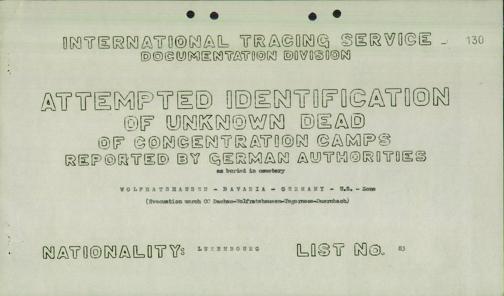 INTERNATIONAL TRACING SERVICE - 130
DOCUMENTATION DIVISION
ATTEMPTED IDENTIFICATION
OF UNKNOWN DEAD
OF CONCENTRATION CAMPS
REPORTED BY GERMAN AUTHORITIES
as buried in cemetery
WOLFRATSHAUSEN - BAVARIA - GERMANY - U.S. - Zone
(Evacuation march CC Dachau-Wolfratshausen-Tegernsee-Duernbach)
NATIONALITY: LUXEMBOURG LIST No. 83